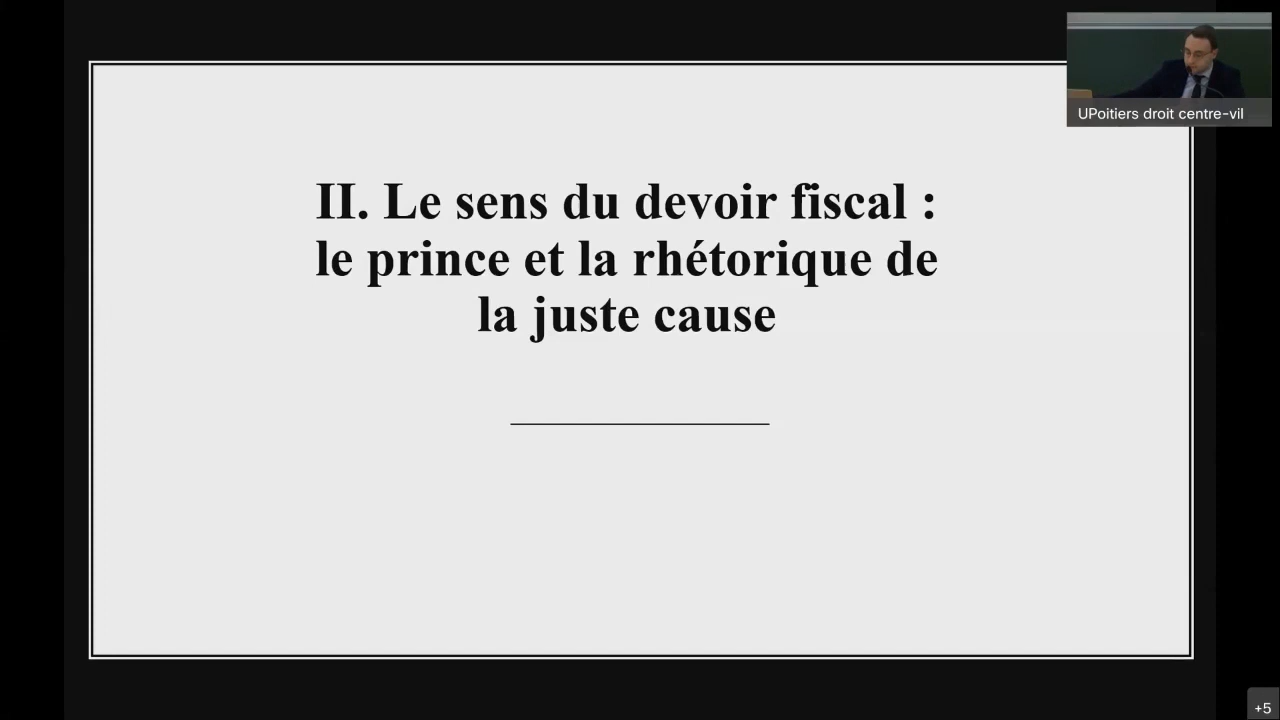 UPoitiers droit centre-vil
II. Le sens du devoir fiscal :
le prince et la rhétorique de
la juste cause
+5